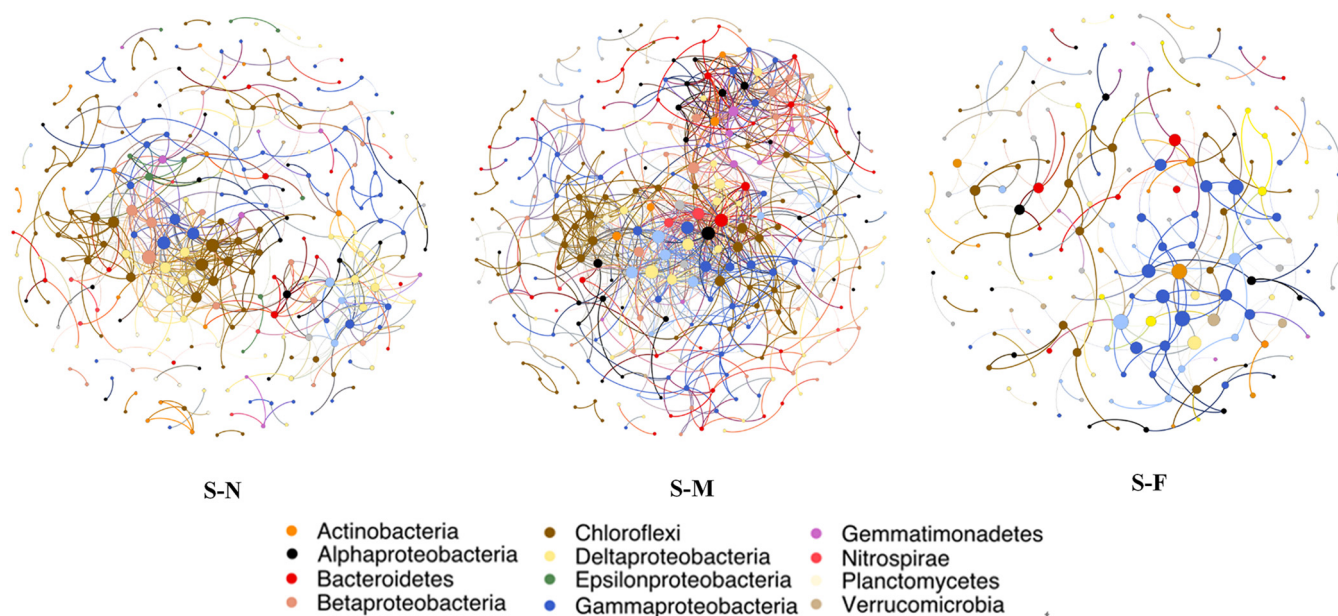 S-N S-M S-F
Actinobacteria Chloroflexi Gemmatimonadetes
Alphaproteobacteria Deltaproteobacteria Nitrospirae
Bacteroidetes Epsilonproteobacteria Planctomycetes
Betaproteobacteria Gammaproteobacteria Verrucomicrobia